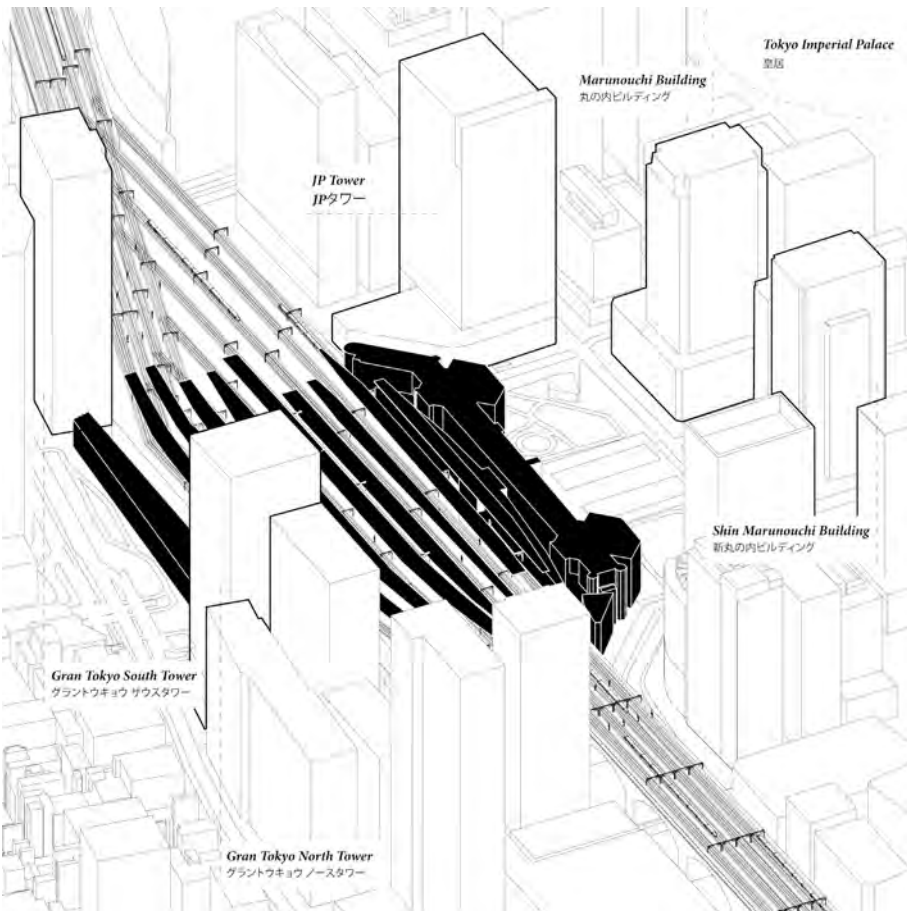 Tokyo Imperial Palace
皇居
Marunouchi Building
丸の内ビルディング
JP Tower
JPタワー
Shin Marunouchi Building
新丸の内ビルディング
Gran Tokyo South Tower
グラントウキョウ サウスタワー
Gran Tokyo North Tower
グラントウキョウ ノースタワー